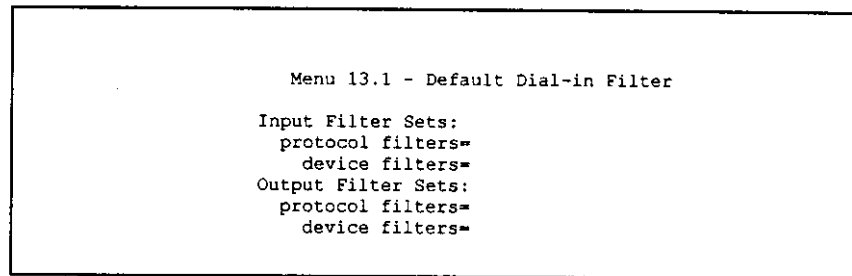 Menu 13.1 - Default Dial-in Filter
Input Filter Sets:
protocol filters=
device filters=
Output Filter Sets:
protocol filters=
device filters=